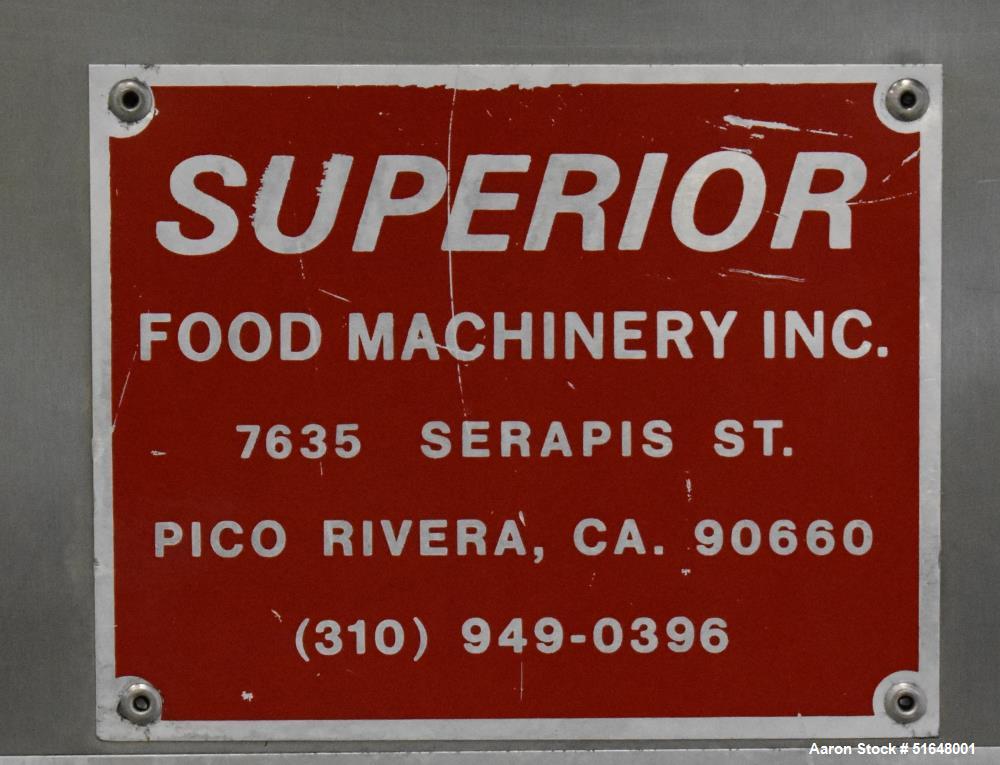 SUPERIOR
FOOD MACHINERY INC.
7635 SERAPIS ST.
PICO RIVERA, CA. 90660
(310) 949-0396
Aaron Stock # 51648001